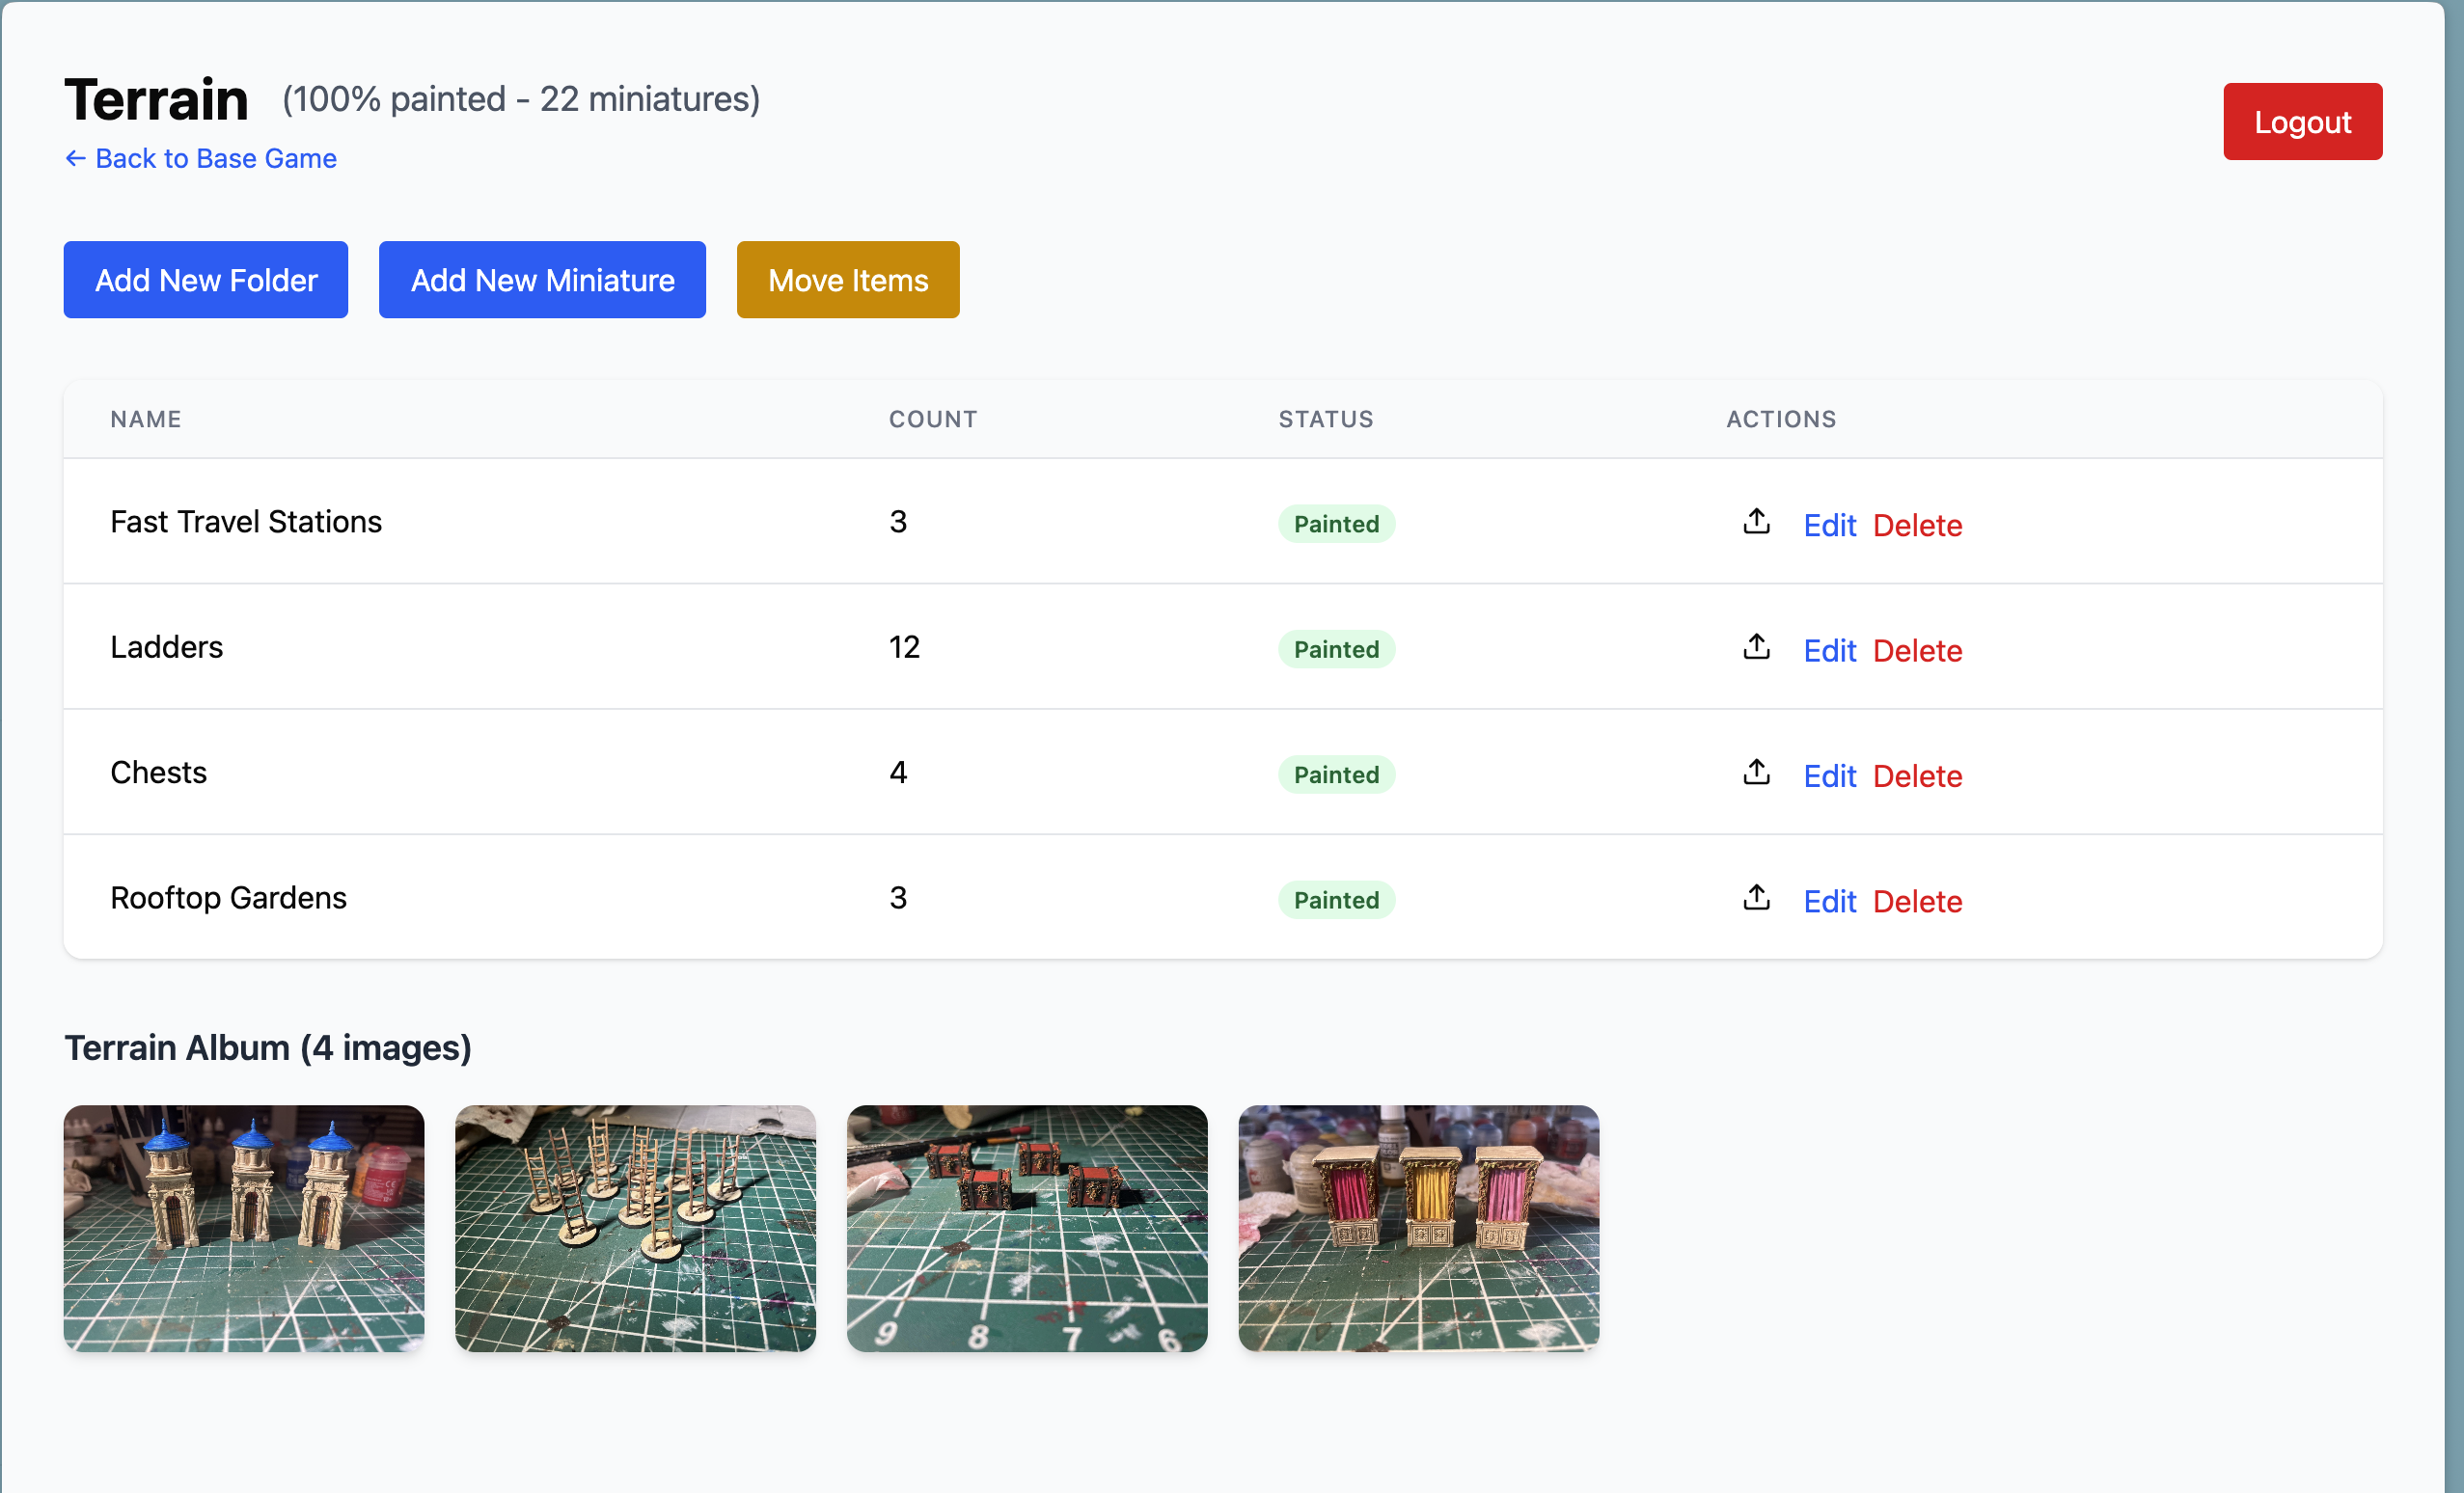 Terrain (100% painted - 22 miniatures)
Logout
← Back to Base Game
Add New Folder Add New Miniature Move Items
NAME COUNT STATUS ACTIONS
Fast Travel Stations 3 Painted Edit Delete
Ladders 12 Painted Edit Delete
Chests 4 Painted Edit Delete
Rooftop Gardens 3 Painted Edit Delete
Terrain Album (4 images)
9 8 7 6